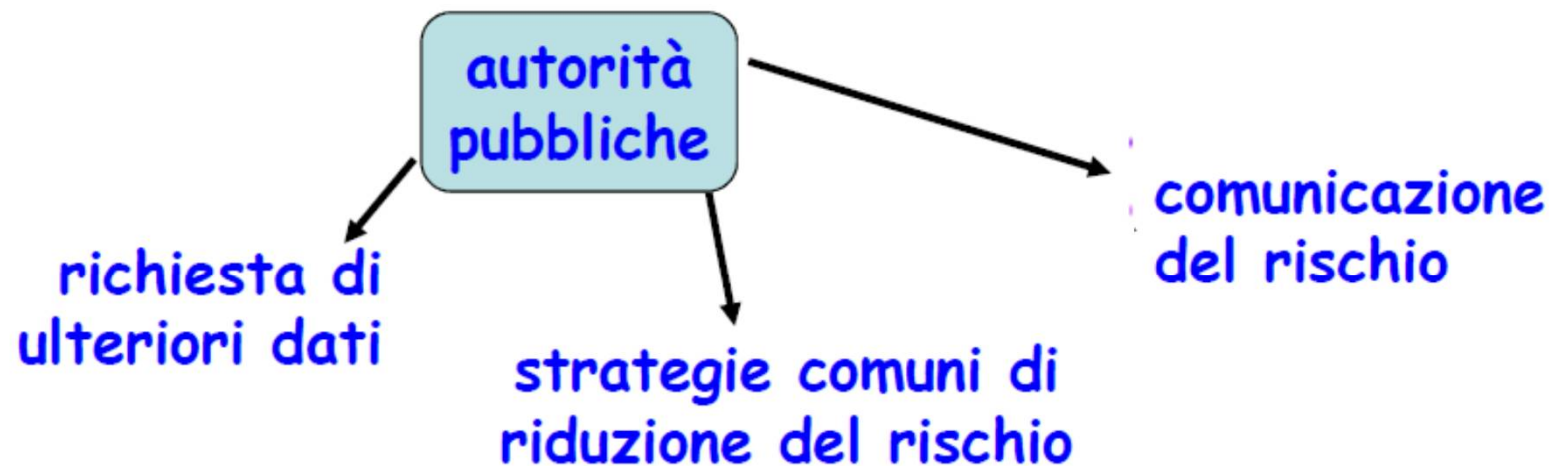 autorità
pubbliche
richiesta di
ulteriori dati
strategie comuni di
riduzione del rischio
comunicazione
del rischio